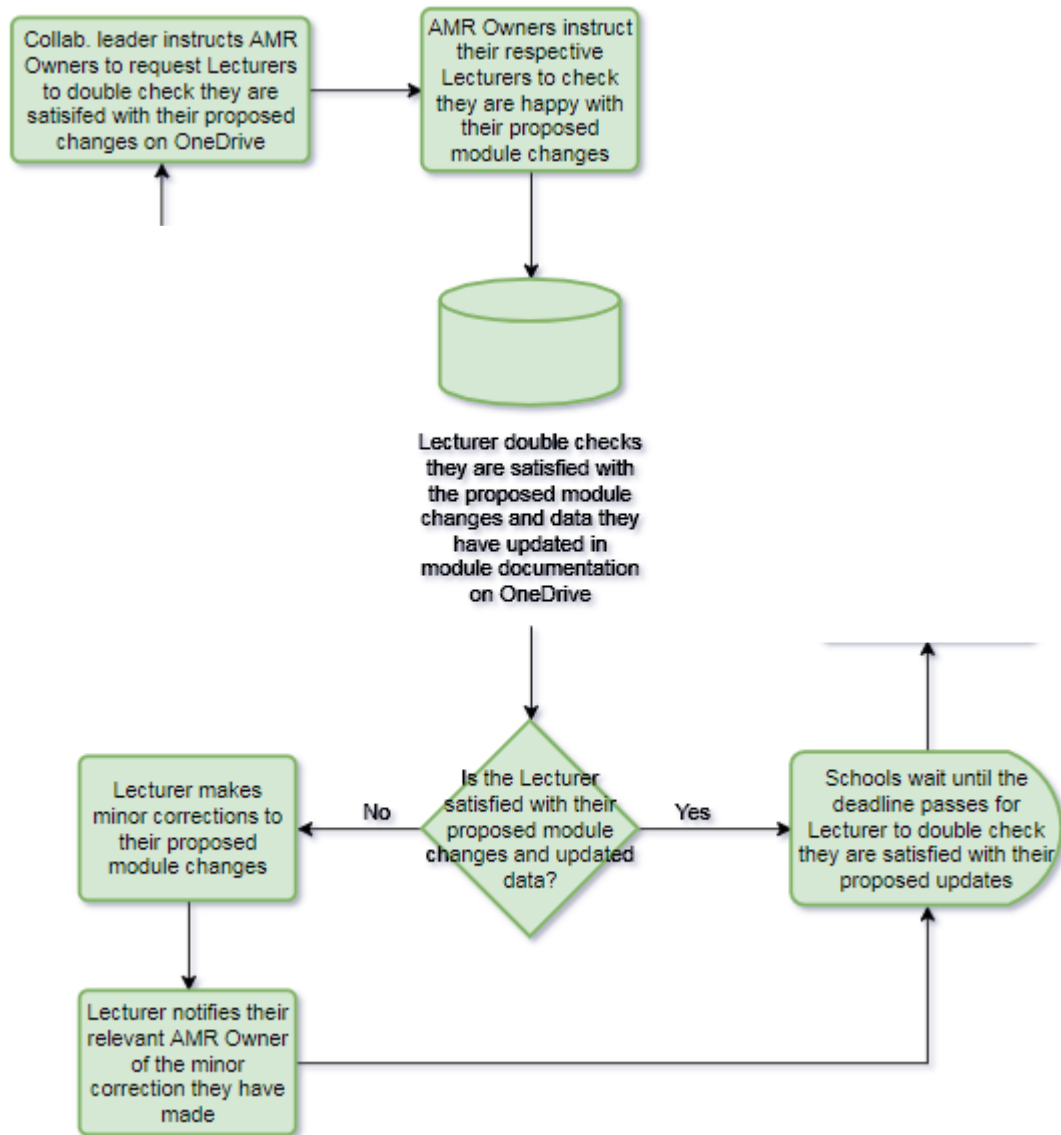 Collab. leader instructs AMR
Owners to request Lecturers
to double check they are
satisifed with their proposed
changes on OneDrive
AMR Owners instruct
their respective
Lecturers to check
they are happy with
their proposed
module changes
Lecturer double checks
they are satisfied with
the proposed module
changes and data they
have updated in
module documentation
on OneDrive
Is the Lecturer
satisfied with their
proposed module
changes and updated
data?
No
Yes
Lecturer makes
minor corrections to
their proposed
module changes
Schools wait until the
deadline passes for
Lecturer to double check
they are satisfied with their
proposed updates
Lecturer notifies their
relevant AMR Owner
of the minor
correction they have
made